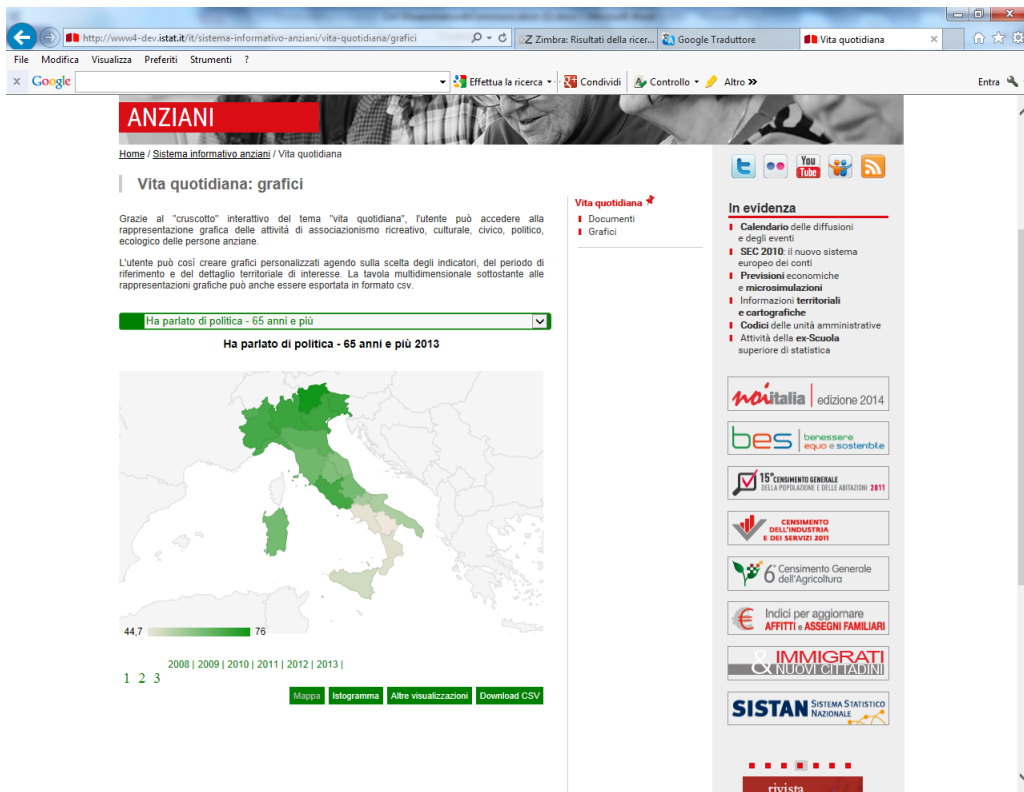 http://www4-dev.istat.it/it/sistema-informativo-anziani/vita-quotidiana/grafici
Zimbra: Risultati della ricer...
Google Traduttore
Vita quotidiana
File Modifica Visualizza Preferiti Strumenti ?
x Google
Effettua la ricerca
Condividi
Controllo
Altro »
Entra
ANZIANI
Home / Sistema informativo anziani / Vita quotidiana
Vita quotidiana: grafici
Grazie al "cruscotto" interattivo del tema "vita quotidiana", l'utente può accedere alla
rappresentazione grafica delle attività di associazionismo ricreativo, culturale, civico, politico,
ecologico delle persone anziane.
L'utente può così creare grafici personalizzati agendo sulla scelta degli indicatori, del periodo di
riferimento e del dettaglio territoriale di interesse. La tavola multidimensionale sottostante alle
rappresentazioni grafiche può anche essere esportata in formato csv.
Ha parlato di politica - 65 anni e più
Ha parlato di politica - 65 anni e più 2013
44,7
76
2008 | 2009 | 2010 | 2011 | 2012 | 2013 |
1 2 3
Mappa
Istogramma
Altre visualizzazioni
Download CSV
Vita quotidiana
Documenti
Grafici
You
Tube
In evidenza
Calendario delle diffusioni
e degli eventi
SEC 2010: il nuovo sistema
europeo dei conti
Previsioni economiche
e microsimulazioni
Informazioni territoriali
e cartografiche
Codici delle unità amministrative
Attività della ex-Scuola
superiore di statistica
noiitalia | edizione 2014
bes
benessere
equo e sostenibile
15° CENSIMENTO GENERALE
DELLA POPOLAZIONE E DELLE ABITAZIONI 2011
CENSIMENTO
DELL'INDUSTRIA
E DEI SERVIZI 2011
6° Censimento Generale
dell'Agricoltura
Indici per aggiornare
AFFITTI e ASSEGNI FAMILIARI
& IMMIGRATI
NUOVI CITTADINI
SISTAN
SISTEMA STATISTICO
NAZIONALE
rivista